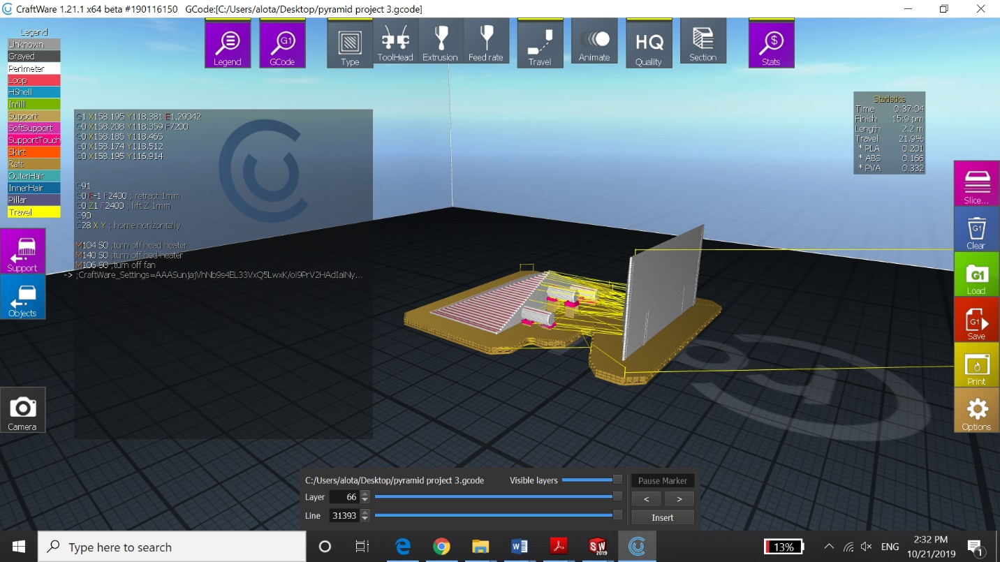 CraftWare 1.21.1 x64 beta #190116150 GCode:[C:/Users/alota/Desktop/pyramid project 3.gcode]
Legend
Unknown
Graved
Perimeter
Loop
HShell
Infill
Support
SoftSupport
SupportTouch
Skirt
Raft
OuterHair
InnerHair
Pillar
Travel
Legend
G1
GCode
Type
ToolHead
Extrusion
Feed rate
Travel
Animate
HQ
Quality
Section
$
Stats
G1 X158.195 Y118.381 E1.29042
G0 X158.208 Y118.359 F7200
G0 X158.185 Y118.465
G0 X158.174 Y118.512
G0 X158.195 Y116.914
G91
G0 E-1 F2400 ; retract 1mm
G0 Z1 F2400 ; lift Z 1mm
G90
G28 X Y ; home horizontally
M104 S0 ;turn off head heater
M140 S0 ;turn off bed heater
M106 S0 ;turn off fan
-> ;CraftWare_Settings=
Statistics
Time 0:37:04
Finish 15:9 pm
Length 2.2 m
Travel 21.9%
* PLA 0.201
* ABS 0.166
* PVA 0.332
Support
Objects
Camera
Slice...
G1
Clear
G1
Load
G1
Save
Print
Options
C:/Users/alota/Desktop/pyramid project 3.gcode
Visible layers
Layer 66
Line 31393
Pause Marker
< >
Insert
Type here to search
W
SW
2019
13%
ENG
2:32 PM
10/21/2019
1